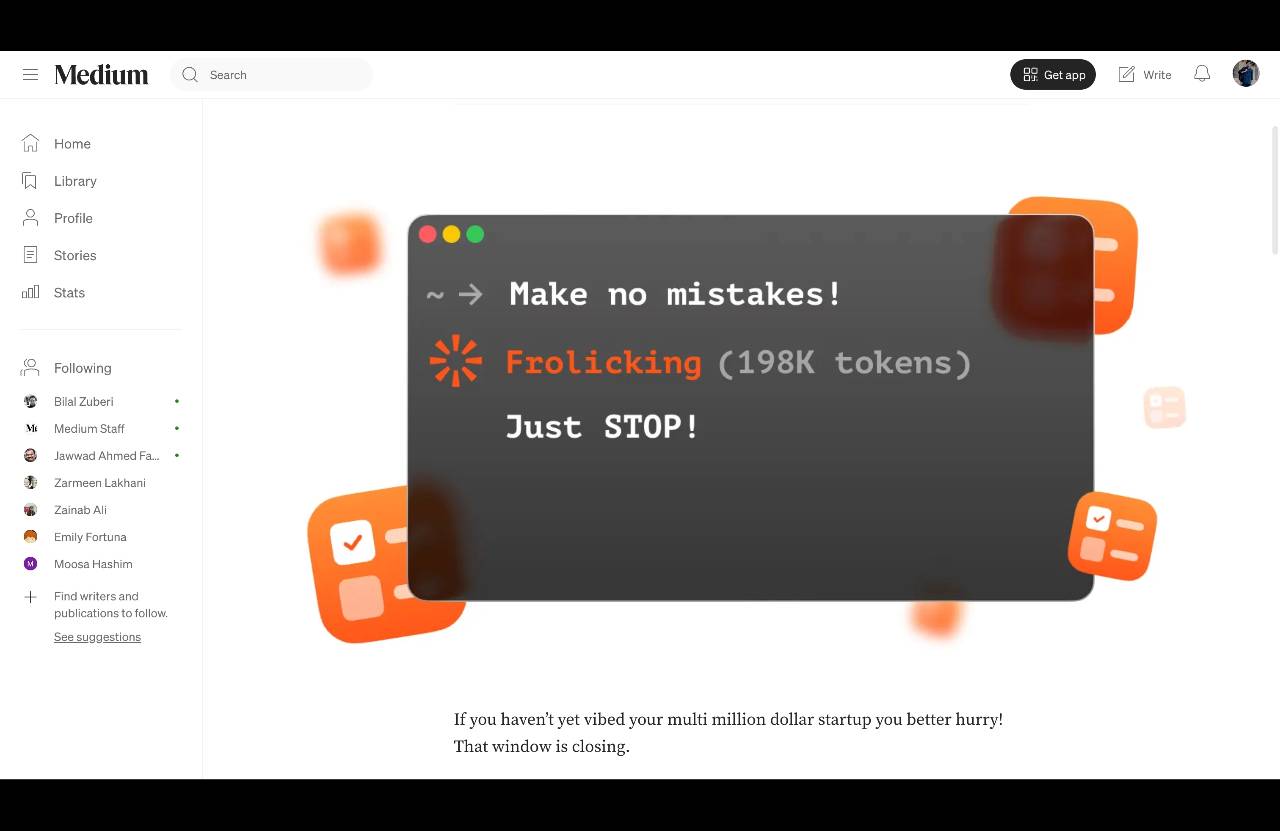 Medium
Search
Get app
Write
Home
Library
Profile
Stories
Stats
Following
Bilal Zuberi
Medium Staff
Jawwad Ahmed Fa...
Zarmeen Lakhani
Zainab Ali
Emily Fortuna
M
Moosa Hashim
Find writers and
publications to follow.
See suggestions
~ → Make no mistakes!
Frolicking (198K tokens)
Just STOP!
If you haven’t yet vibed your multi million dollar startup you better hurry!
That window is closing.